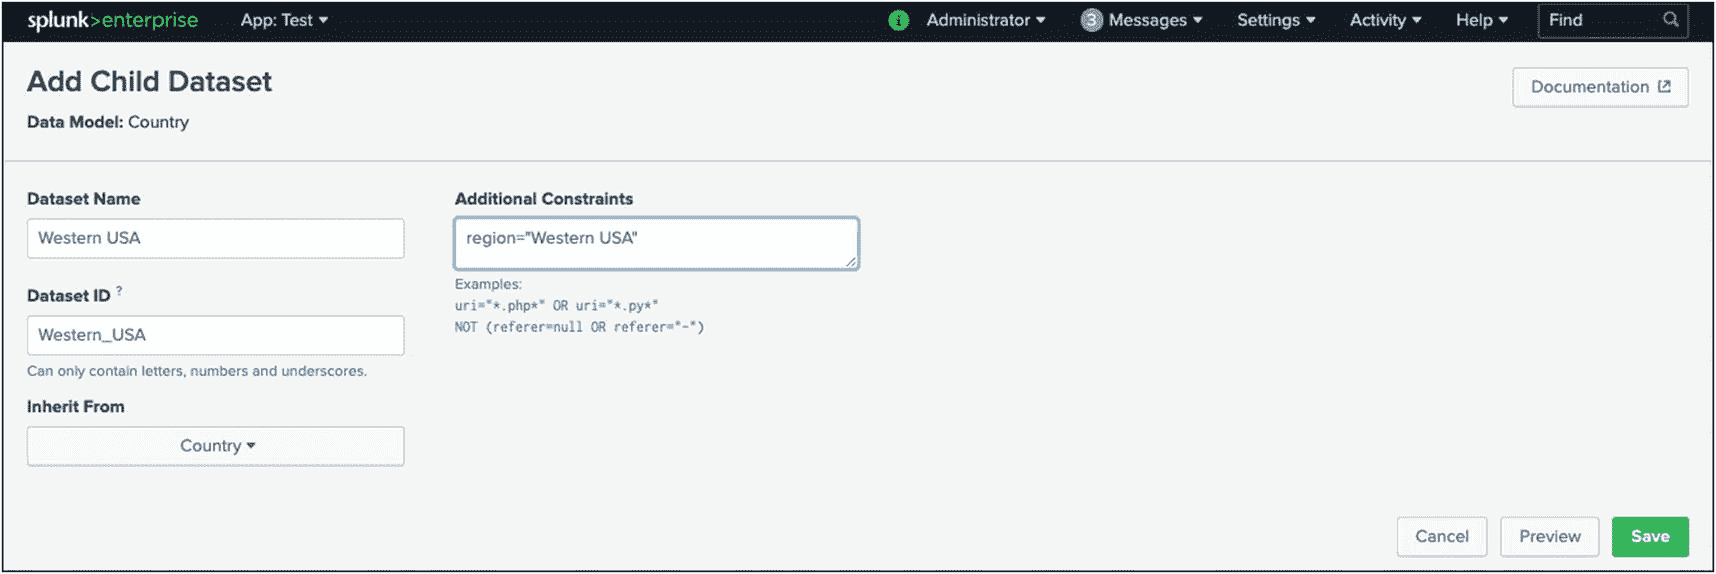 splunk>enterprise App: Test Administrator 3 Messages Settings Activity Help Find
Add Child Dataset
Documentation
Data Model: Country
Dataset Name
Western USA
Dataset ID ?
Western_USA
Can only contain letters, numbers and underscores.
Inherit From
Country
Additional Constraints
region="Western USA"
Examples:
uri="*.php*" OR uri="*.py*"
NOT (referer=null OR referer="-")
Cancel Preview Save